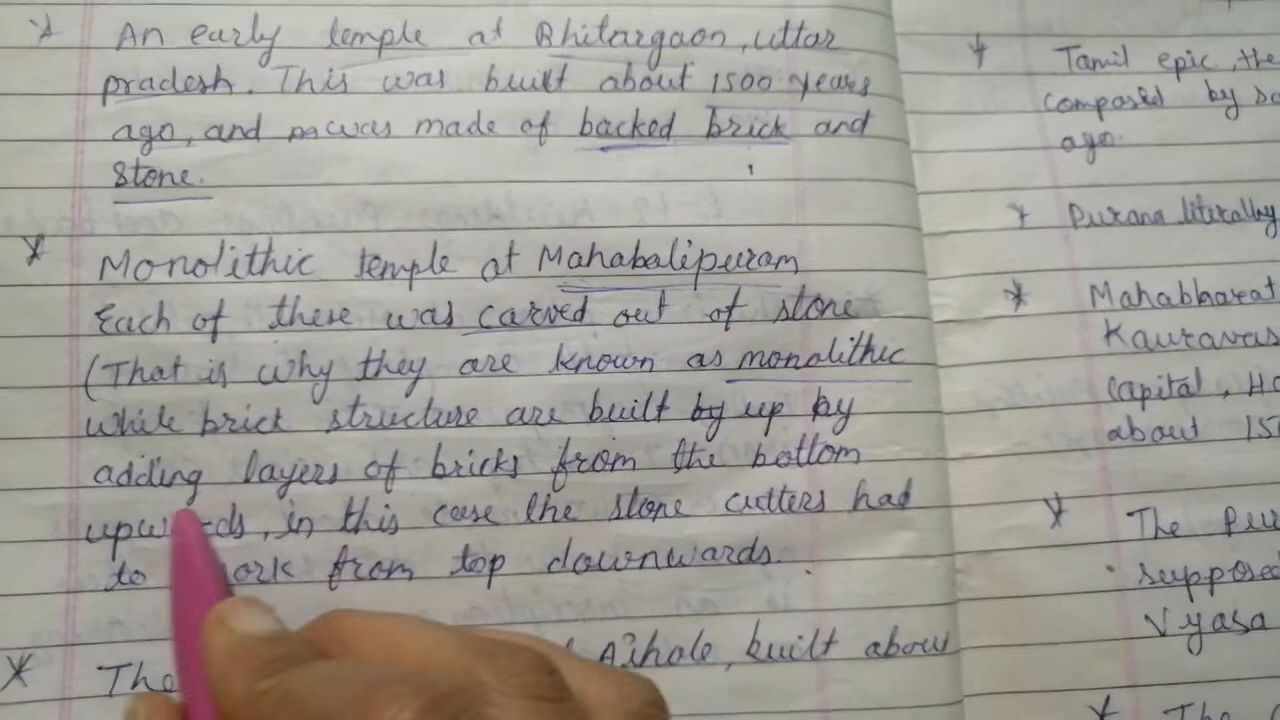 An early temple at Bhitargaon, Uttar
pradesh. This was built about 1500 years
ago, and was made of backed brick and
stone.
Monolithic temple at Mahabalipuram
Each of these was carved out of stone
(That is why they are known as monolithic
while brick structure are built by up by
adding layers of bricks from the bottom
in this case the stone cutters had
to from top downwards.
The Aihole, built about
Tamil epic, the
composed by
ago.
Purana literally
Mahabharat
Kauravas
capital,
about
The
supposed
Vyasa
The